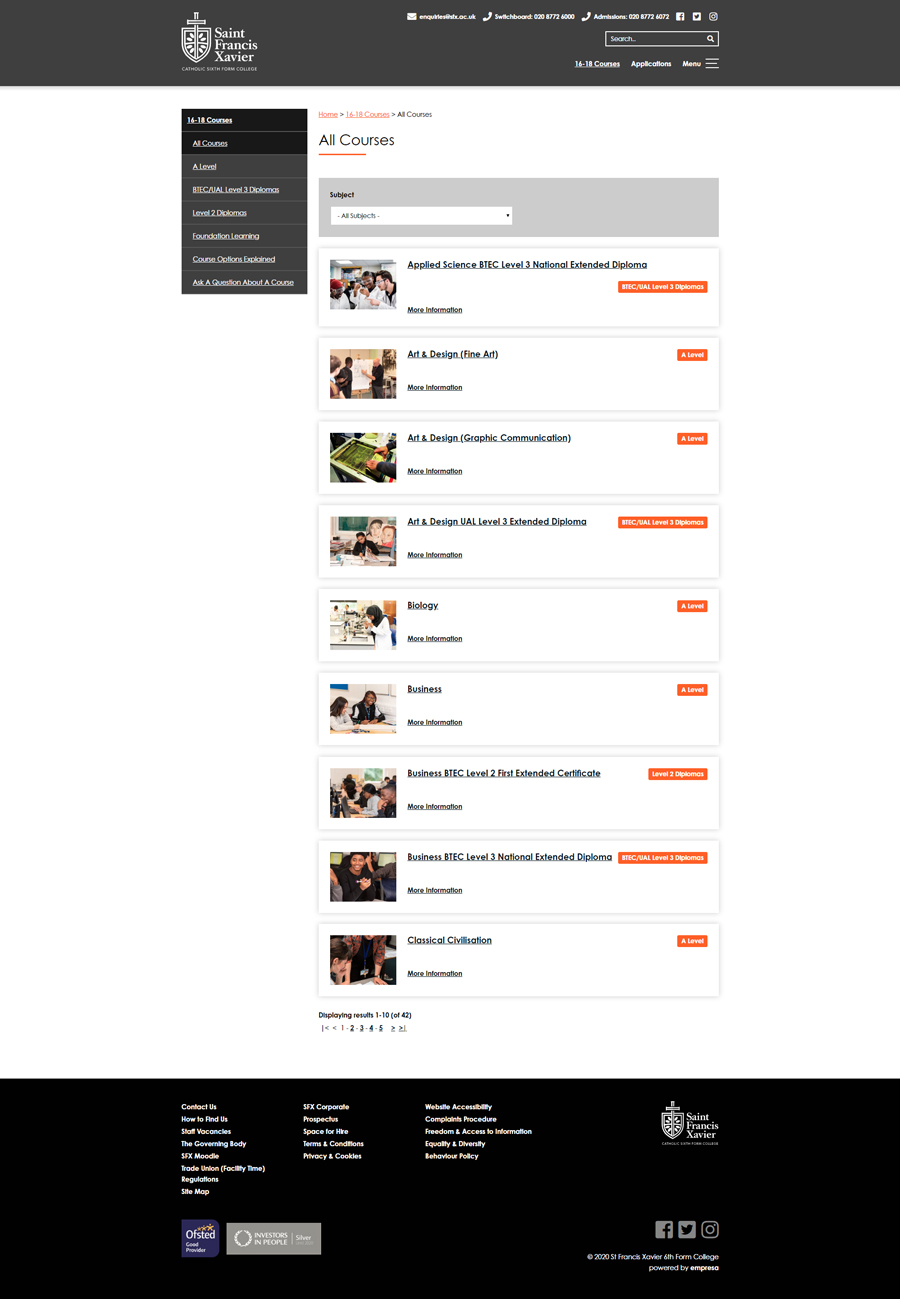 enquiries@sfx.ac.uk Switchboard: 020 8772 6000 Admissions: 020 8772 6072
Saint
Francis
Xavier
CATHOLIC SIXTH FORM COLLEGE
Search...
16-18 Courses Applications Menu
16-18 Courses
All Courses
A Level
BTEC/UAL Level 3 Diplomas
Level 2 Diplomas
Foundation Learning
Course Options Explained
Ask A Question About A Course
Home > 16-18 Courses > All Courses
All Courses
Subject
- All Subjects -
Applied Science BTEC Level 3 National Extended Diploma
BTEC/UAL Level 3 Diplomas
More Information
Art & Design (Fine Art)
A Level
More Information
Art & Design (Graphic Communication)
A Level
More Information
Art & Design UAL Level 3 Extended Diploma
BTEC/UAL Level 3 Diplomas
More Information
Biology
A Level
More Information
Business
A Level
More Information
Business BTEC Level 2 First Extended Certificate
Level 2 Diplomas
More Information
Business BTEC Level 3 National Extended Diploma
BTEC/UAL Level 3 Diplomas
More Information
Classical Civilisation
A Level
More Information
Displaying results 1-10 (of 42)
|< < 1 - 2 - 3 - 4 - 5 > >|
Contact Us
How to Find Us
Staff Vacancies
The Governing Body
SFX Moodle
Trade Union (Facility Time)
Regulations
Site Map
SFX Corporate
Prospectus
Space for Hire
Terms & Conditions
Privacy & Cookies
Website Accessibility
Complaints Procedure
Freedom & Access to Information
Equality & Diversity
Behaviour Policy
Saint
Francis
Xavier
CATHOLIC SIXTH FORM COLLEGE
Ofsted
Good
Provider
INVESTORS
IN PEOPLE
Silver
© 2020 St Francis Xavier 6th Form College
powered by empresa